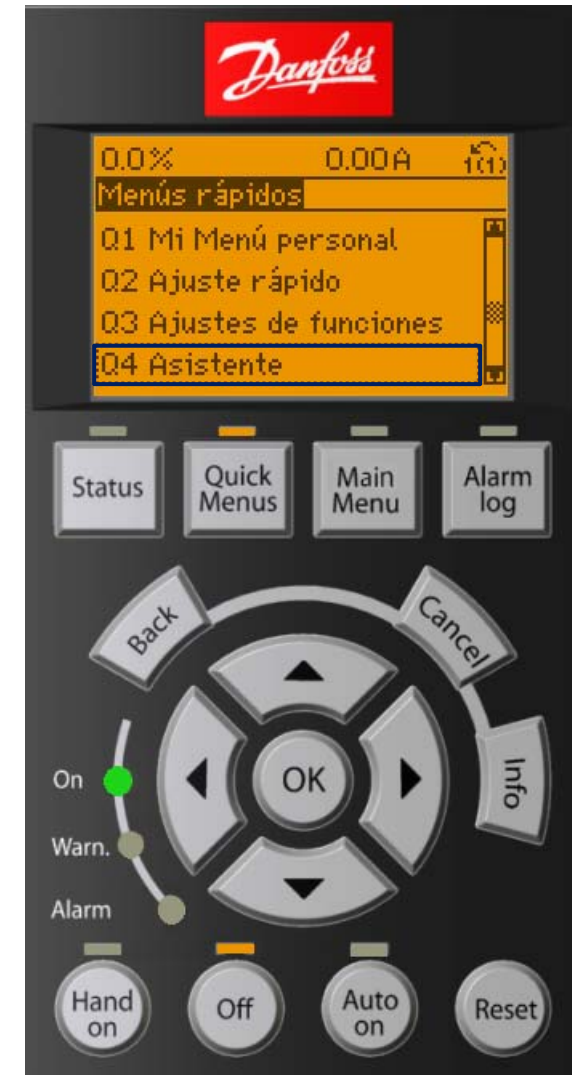 Danfoss
0.0% 0.00A 1(1)
Menús rápidos
Q1 Mi Menú personal
Q2 Ajuste rápido
Q3 Ajustes de funciones
Q4 Asistente
Status Quick Menus Main Menu Alarm log
Back Cancel
OK Info
On
Warn.
Alarm
Hand on Off Auto on Reset